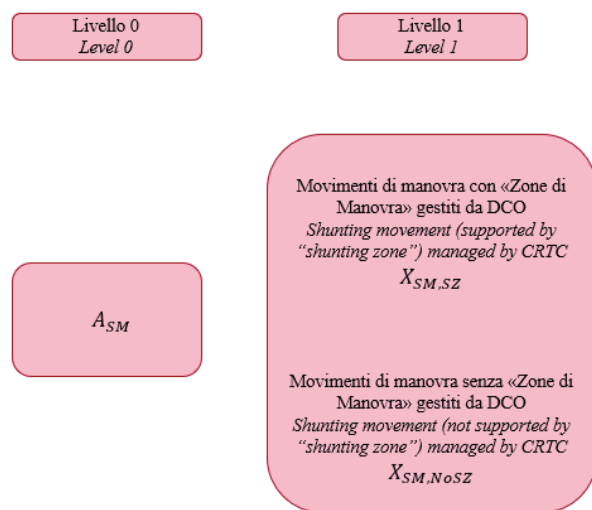 Livello 0
Level 0
Livello 1
Level 1
Movimenti di manovra con «Zone di
Manovra» gestiti da DCO
Shunting movement (supported by
“shunting zone”) managed by CRTC
X_{SM,SZ}
A_{SM}
Movimenti di manovra senza «Zone di
Manovra» gestiti da DCO
Shunting movement (not supported by
“shunting zone”) managed by CRTC
X_{SM,NoSZ}